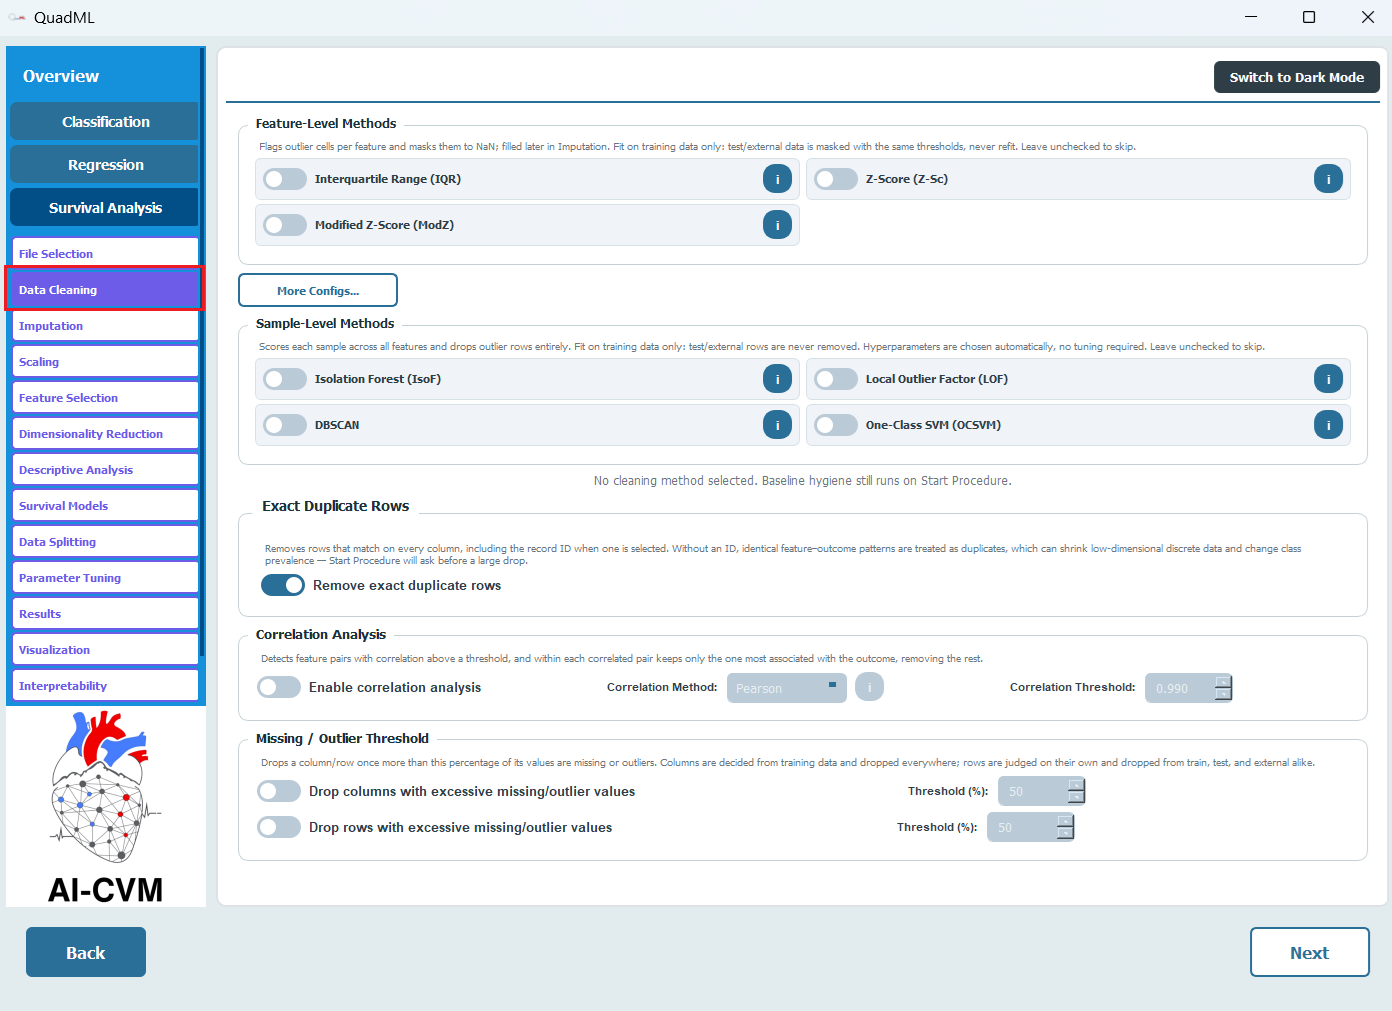 QuadML
Overview
Classification
Regression
Survival Analysis
File Selection
Data Cleaning
Imputation
Scaling
Feature Selection
Dimensionality Reduction
Descriptive Analysis
Survival Models
Data Splitting
Parameter Tuning
Results
Visualization
Interpretability
AI-CVM
Back
Switch to Dark Mode
Feature-Level Methods
Flags outlier cells per feature and masks them to NaN; filled later in Imputation. Fit on training data only: test/external data is masked with the same thresholds, never refit. Leave unchecked to skip.
Interquartile Range (IQR) i
Z-Score (Z-Sc) i
Modified Z-Score (ModZ) i
More Configs...
Sample-Level Methods
Scores each sample across all features and drops outlier rows entirely. Fit on training data only: test/external rows are never removed. Hyperparameters are chosen automatically, no tuning required. Leave unchecked to skip.
Isolation Forest (IsoF) i
Local Outlier Factor (LOF) i
DBSCAN i
One-Class SVM (OCSVM) i
No cleaning method selected. Baseline hygiene still runs on Start Procedure.
Exact Duplicate Rows
Removes rows that match on every column, including the record ID when one is selected. Without an ID, identical feature–outcome patterns are treated as duplicates, which can shrink low-dimensional discrete data and change class
prevalence — Start Procedure will ask before a large drop.
Remove exact duplicate rows
Correlation Analysis
Detects feature pairs with correlation above a threshold, and within each correlated pair keeps only the one most associated with the outcome, removing the rest.
Enable correlation analysis
Correlation Method: Pearson i
Correlation Threshold: 0.990
Missing / Outlier Threshold
Drops a column/row once more than this percentage of its values are missing or outliers. Columns are decided from training data and dropped everywhere; rows are judged on their own and dropped from train, test, and external alike.
Drop columns with excessive missing/outlier values
Threshold (%): 50
Drop rows with excessive missing/outlier values
Threshold (%): 50
Next